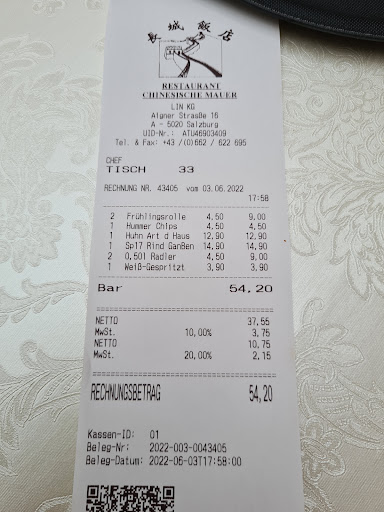 長城飯店
RESTAURANT
CHINESISCHE MAUER
LIN KG
Aigner Straße 16
A - 5020 Salzburg
UID-Nr.: ATU46903409
Tel. & Fax: +43 /(0)662 / 622 695
CHEF
TISCH 33
RECHNUNG NR. 43405 vom 03.06.2022
17:58
2 Frühlingsrolle 4,50 9,00
1 Hummer Chips 4,50 4,50
1 Huhn Art d Haus 12,90 12,90
1 Sp17 Rind Ganßen 14,90 14,90
2 0,50l Radler 4,50 9,00
1 Weiß-Gespritzt 3,90 3,90
Bar 54,20
NETTO 37,55
MwSt. 10,00% 3,75
NETTO 10,75
MwSt. 20,00% 2,15
RECHNUNGSBETRAG 54,20
Kassen-ID: 01
Beleg-Nr: 2022-003-0043405
Beleg-Datum: 2022-06-03T17:58:00